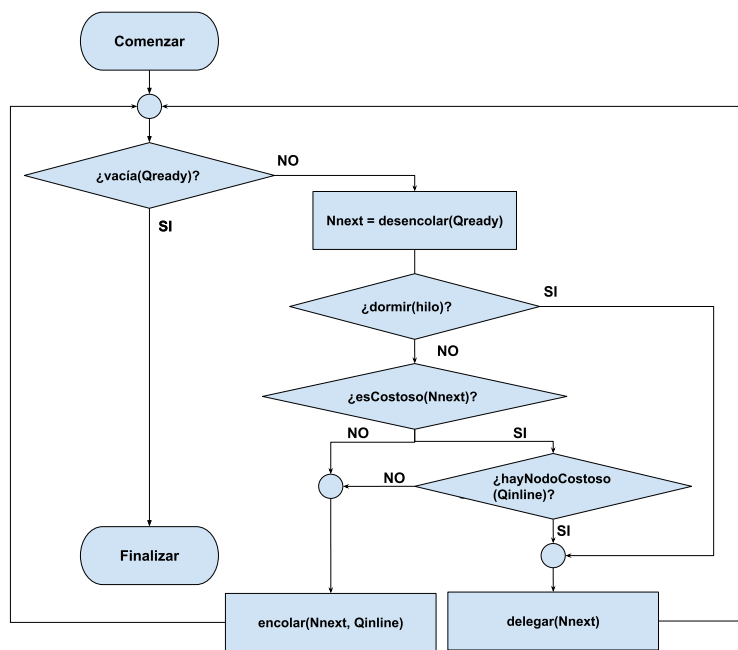 Comenzar
¿vacía(Qready)?
NO
SI
Nnext = desencolar(Qready)
¿dormir(hilo)?
SI
NO
¿esCostoso(Nnext)?
NO
SI
¿hayNodoCostoso
(Qinline)?
NO
SI
Finalizar
encolar(Nnext, Qinline)
delegar(Nnext)